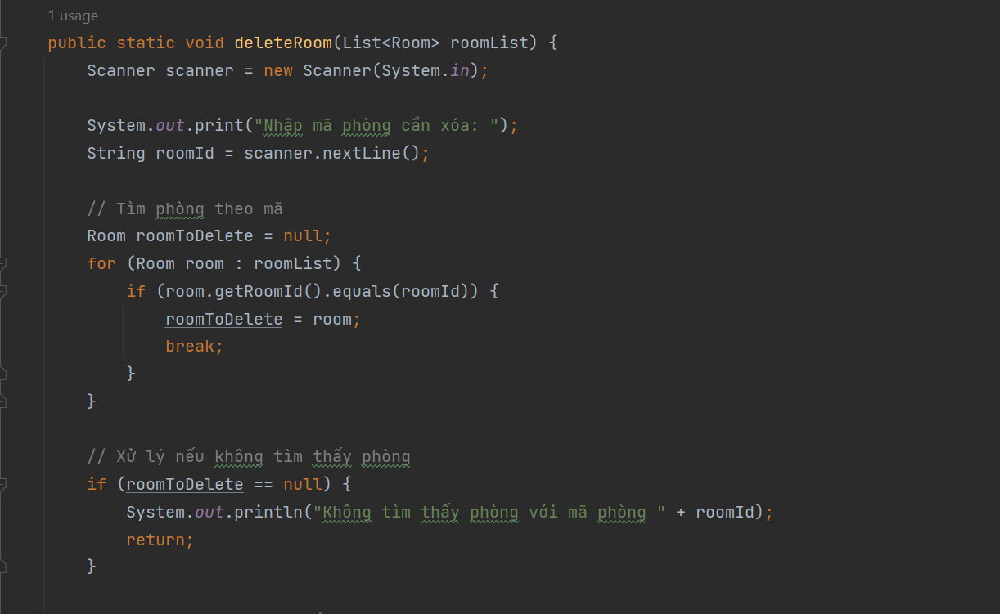 1 usage
public static void deleteRoom(List<Room> roomList) {
Scanner scanner = new Scanner(System.in);
System.out.print("Nhập mã phòng cần xóa: ");
String roomId = scanner.nextLine();
// Tìm phòng theo mã
Room roomToDelete = null;
for (Room room : roomList) {
if (room.getRoomId().equals(roomId)) {
roomToDelete = room;
break;
}
}
// Xử lý nếu không tìm thấy phòng
if (roomToDelete == null) {
System.out.println("Không tìm thấy phòng với mã phòng " + roomId);
return;
}